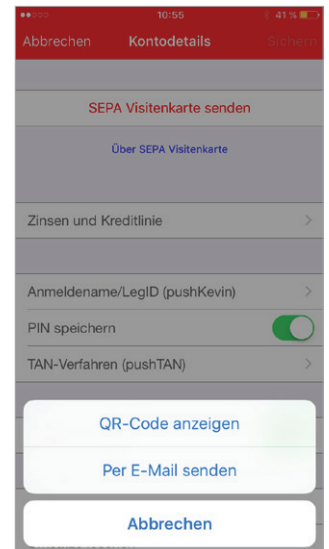 10:55
41 %
Abbrechen Kontodetails Sichern
SEPA Visitenkarte senden
Über SEPA Visitenkarte
Zinsen und Kreditlinie
Anmeldename/LegID (pushKevin)
PIN speichern
TAN-Verfahren (pushTAN)
QR-Code anzeigen
Per E-Mail senden
Abbrechen